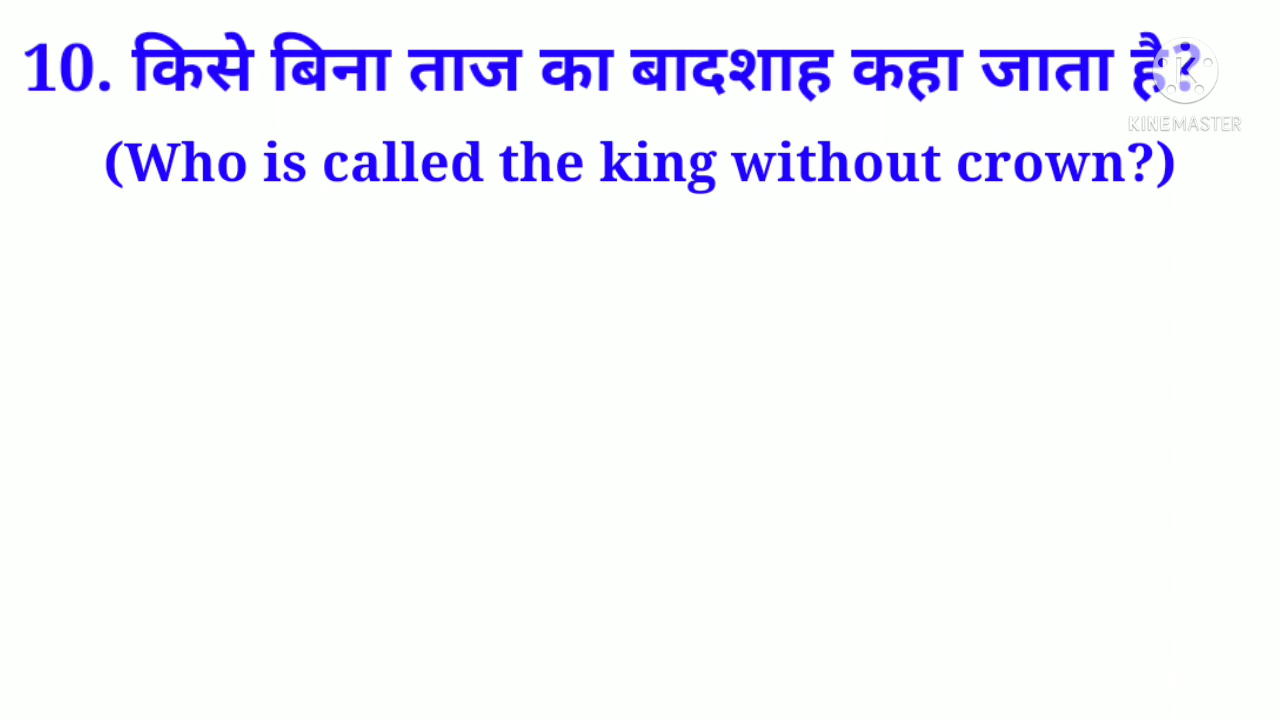 10. किसे बिना ताज का बादशाह कहा जाता है?
KINEMASTER
(Who is called the king without crown?)